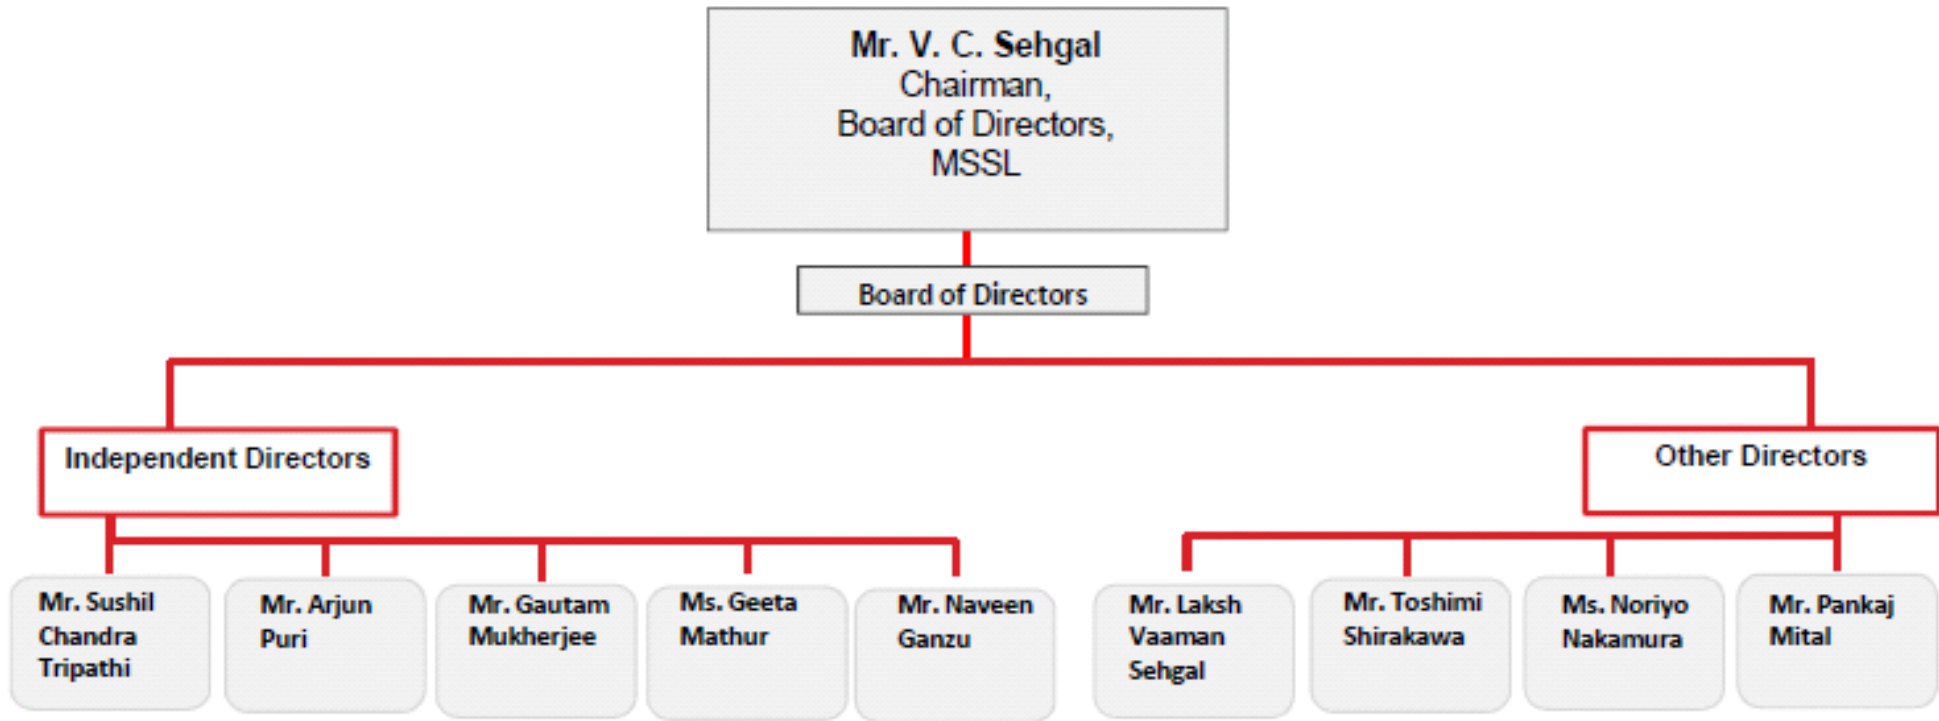 Mr. V. C. Sehgal
Chairman,
Board of Directors,
MSSL
Board of Directors
Independent Directors
Other Directors
Mr. Sushil
Chandra
Tripathi
Mr. Arjun
Puri
Mr. Gautam
Mukherjee
Ms. Geeta
Mathur
Mr. Naveen
Ganzu
Mr. Laksh
Vaaman
Sehgal
Mr. Toshimi
Shirakawa
Ms. Noriyo
Nakamura
Mr. Pankaj
Mital